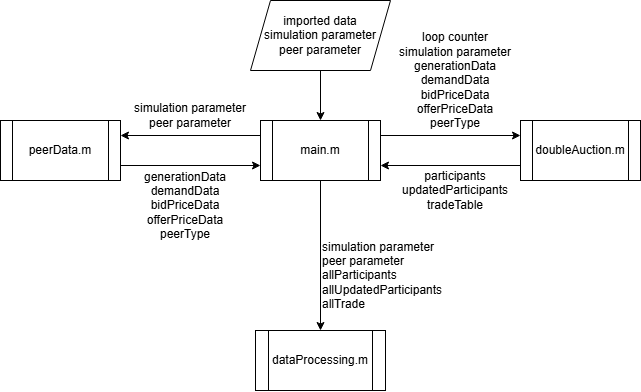 imported data
simulation parameter
peer parameter
loop counter
simulation parameter
generationData
demandData
bidPriceData
offerPriceData
peerType
simulation parameter
peer parameter
peerData.m
main.m
doubleAuction.m
generationData
demandData
bidPriceData
offerPriceData
peerType
participants
updatedParticipants
tradeTable
simulation parameter
peer parameter
allParticipants
allUpdatedParticipants
allTrade
dataProcessing.m